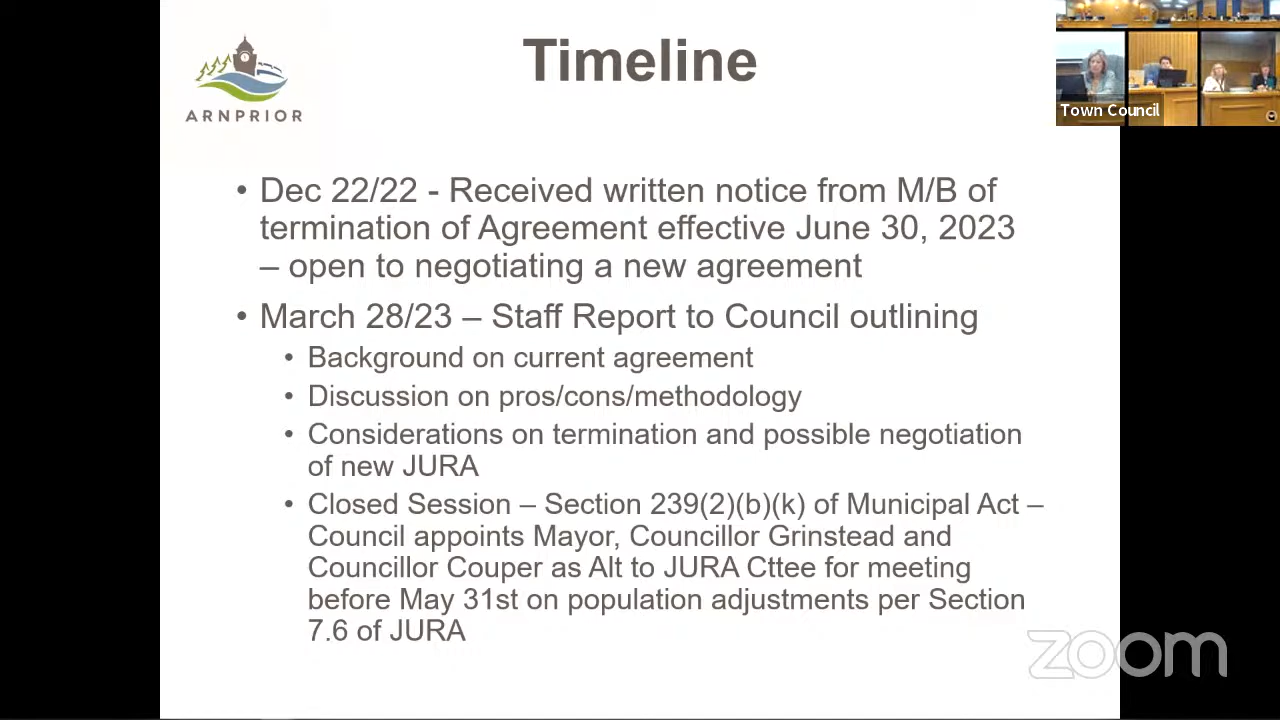 Timeline
ARNPRIOR
Town Council
• Dec 22/22 - Received written notice from M/B of
termination of Agreement effective June 30, 2023
– open to negotiating a new agreement
• March 28/23 – Staff Report to Council outlining
• Background on current agreement
• Discussion on pros/cons/methodology
• Considerations on termination and possible negotiation
of new JURA
• Closed Session – Section 239(2)(b)(k) of Municipal Act –
Council appoints Mayor, Councillor Grinstead and
Councillor Couper as Alt to JURA Cttee for meeting
before May 31st on population adjustments per Section
7.6 of JURA
zoom